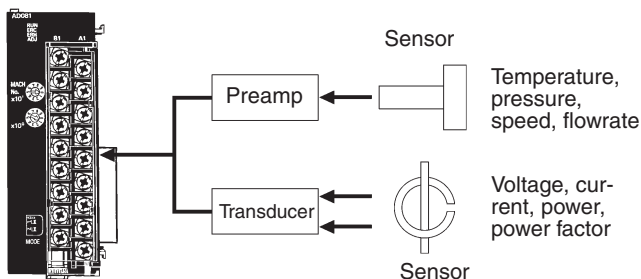 AD081
RUN
ERC
ERH
ADJ
B1 A1
MACH
No.
x10¹
x10⁰
MODE
Sensor
Preamp
Temperature,
pressure,
speed, flowrate
Transducer
Voltage, cur-
rent, power,
power factor
Sensor